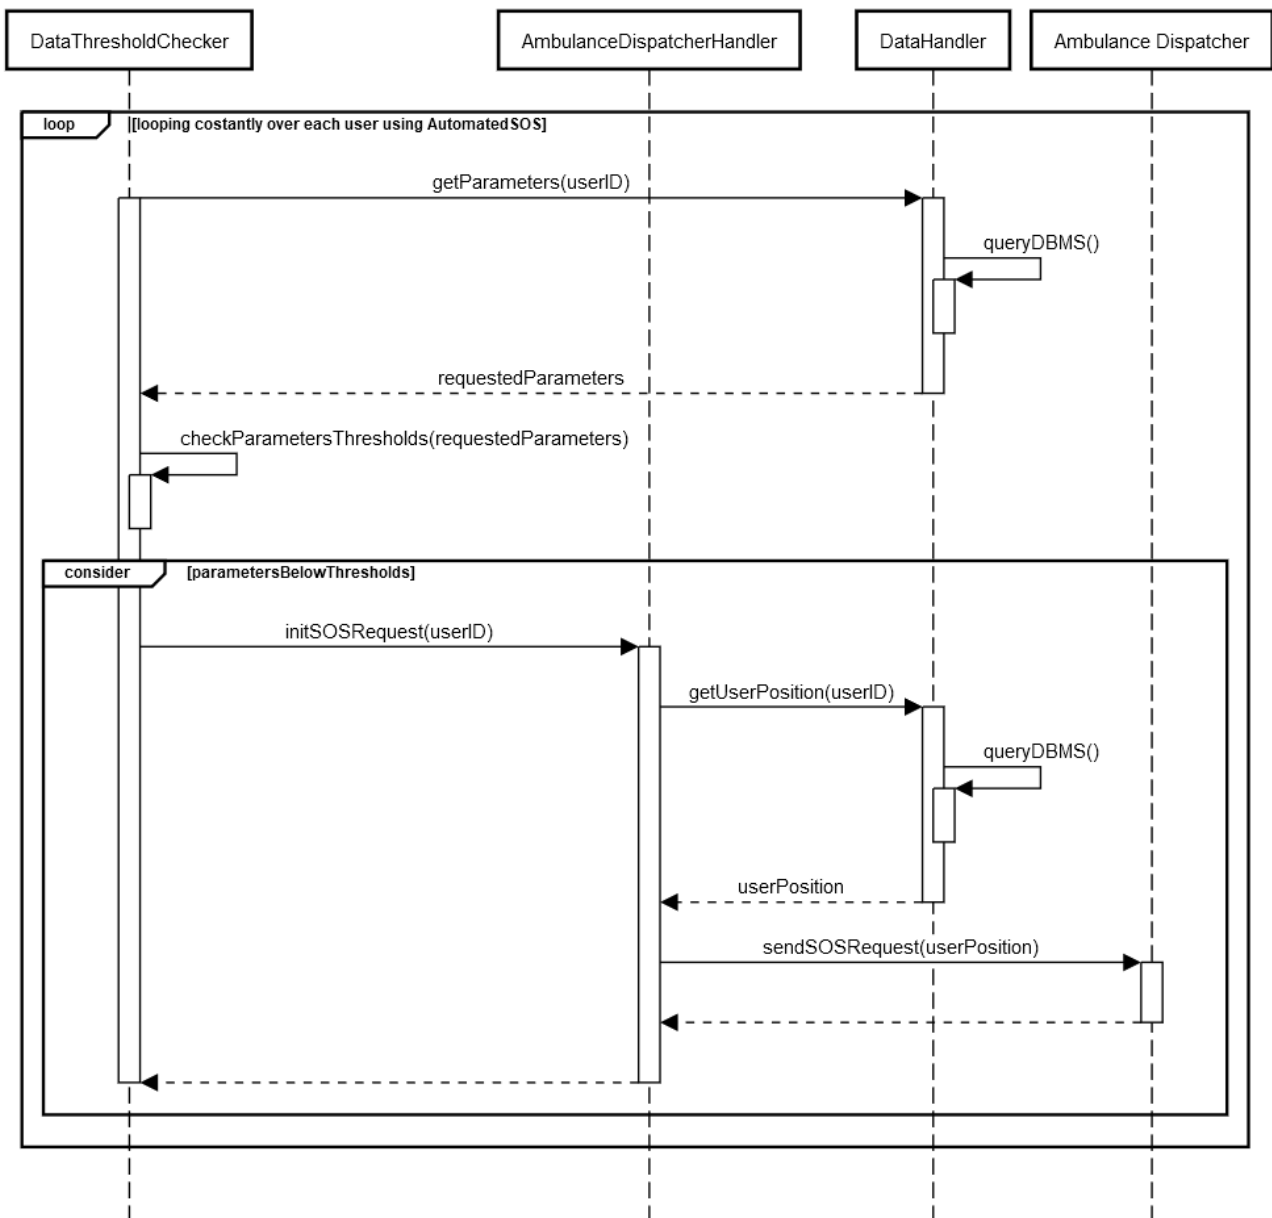 DataThresholdChecker
AmbulanceDispatcherHandler
DataHandler
Ambulance Dispatcher
loop
[looping costantly over each user using AutomatedSOS]
getParameters(userID)
queryDBMS()
requestedParameters
checkParametersThresholds(requestedParameters)
consider
[parametersBelowThresholds]
initSOSRequest(userID)
getUserPosition(userID)
queryDBMS()
userPosition
sendSOSRequest(userPosition)